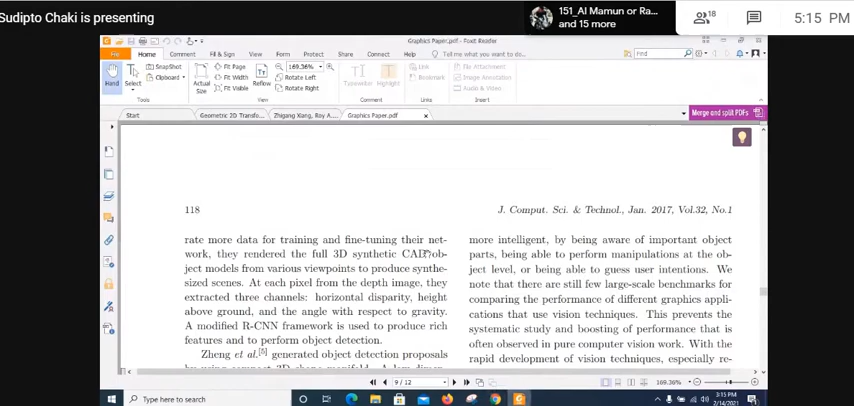 Sudipto Chaki is presenting
151_Al Mamun or Ra...
and 15 more
18
5:15 PM
Graphics Paper.pdf - Foxit Reader
File Home Comment Fill & Sign View Form Protect Share Connect Help Tell me what you want to do... Find
Hand
Select
SnapShot
Clipboard
Tools
Actual
Size
Fit Page
Fit Width
Fit Visible
Reflow
169.36%
Rotate Left
Rotate Right
View
Typewriter
Highlight
Comment
Link
Bookmark
Links
File Attachment
Image Annotation
Audio & Video
Insert
Start Geometric 2D Transfo... Zhigang Xiang, Roy A.... Graphics Paper.pdf Merge and split PDFs
118
J. Comput. Sci. & Technol., Jan. 2017, Vol.32, No.1
rate more data for training and fine-tuning their net-
work, they rendered the full 3D synthetic CAD ob-
ject models from various viewpoints to produce synthe-
sized scenes. At each pixel from the depth image, they
extracted three channels: horizontal disparity, height
above ground, and the angle with respect to gravity.
A modified R-CNN framework is used to produce rich
features and to perform object detection.
Zheng et al.[5] generated object detection proposals
more intelligent, by being aware of important object
parts, being able to perform manipulations at the ob-
ject level, or being able to guess user intentions. We
note that there are still few large-scale benchmarks for
comparing the performance of different graphics appli-
cations that use vision techniques. This prevents the
systematic study and boosting of performance that is
often observed in pure computer vision work. With the
rapid development of vision techniques, especially re-
9 / 12
169.36%
Type here to search
3:15 PM
2/14/2021